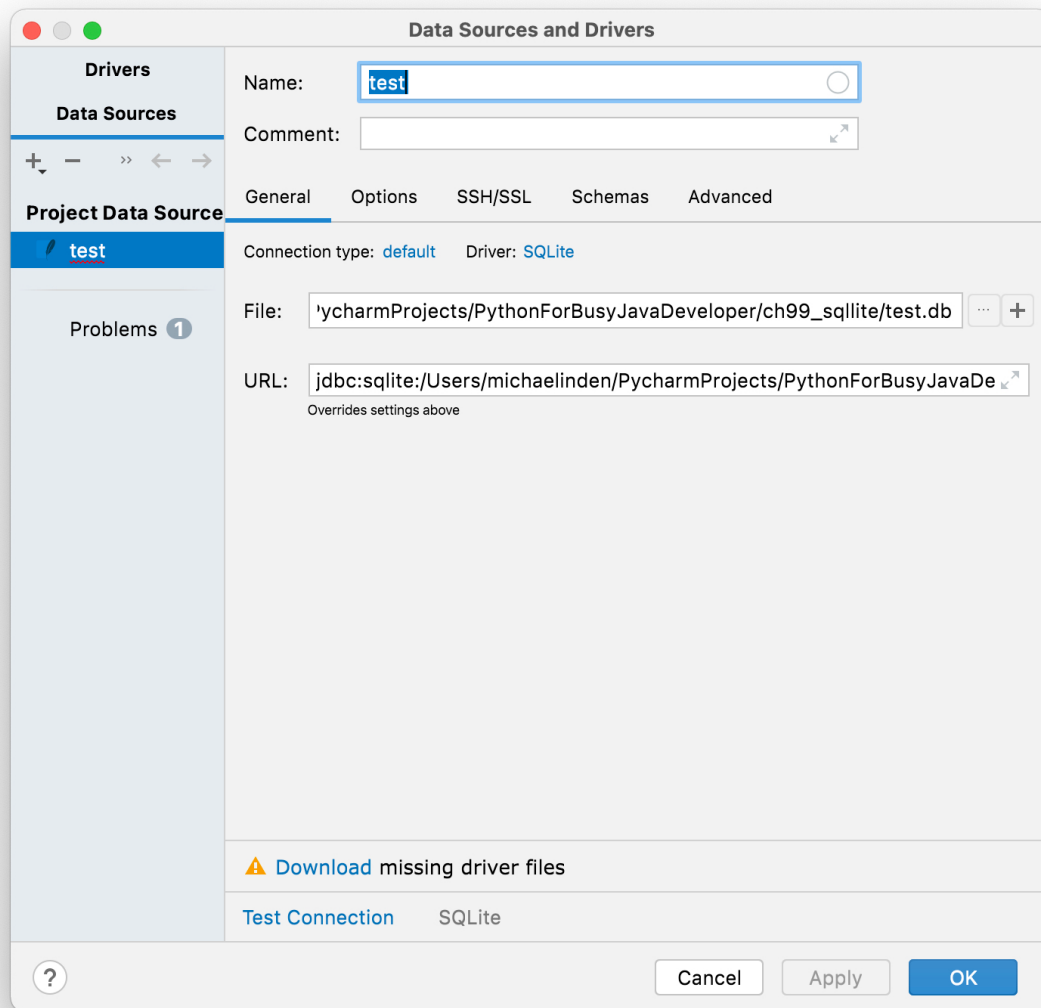 Data Sources and Drivers
Drivers
Data Sources
Project Data Source
test
Problems 1
Name: test
Comment:
General Options SSH/SSL Schemas Advanced
Connection type: default Driver: SQLite
File: PycharmProjects/PythonForBusyJavaDeveloper/ch99_sqllite/test.db ...
URL: jdbc:sqlite:/Users/michaelinden/PycharmProjects/PythonForBusyJavaDe
Overrides settings above
Download missing driver files
Test Connection SQLite
? Cancel Apply OK